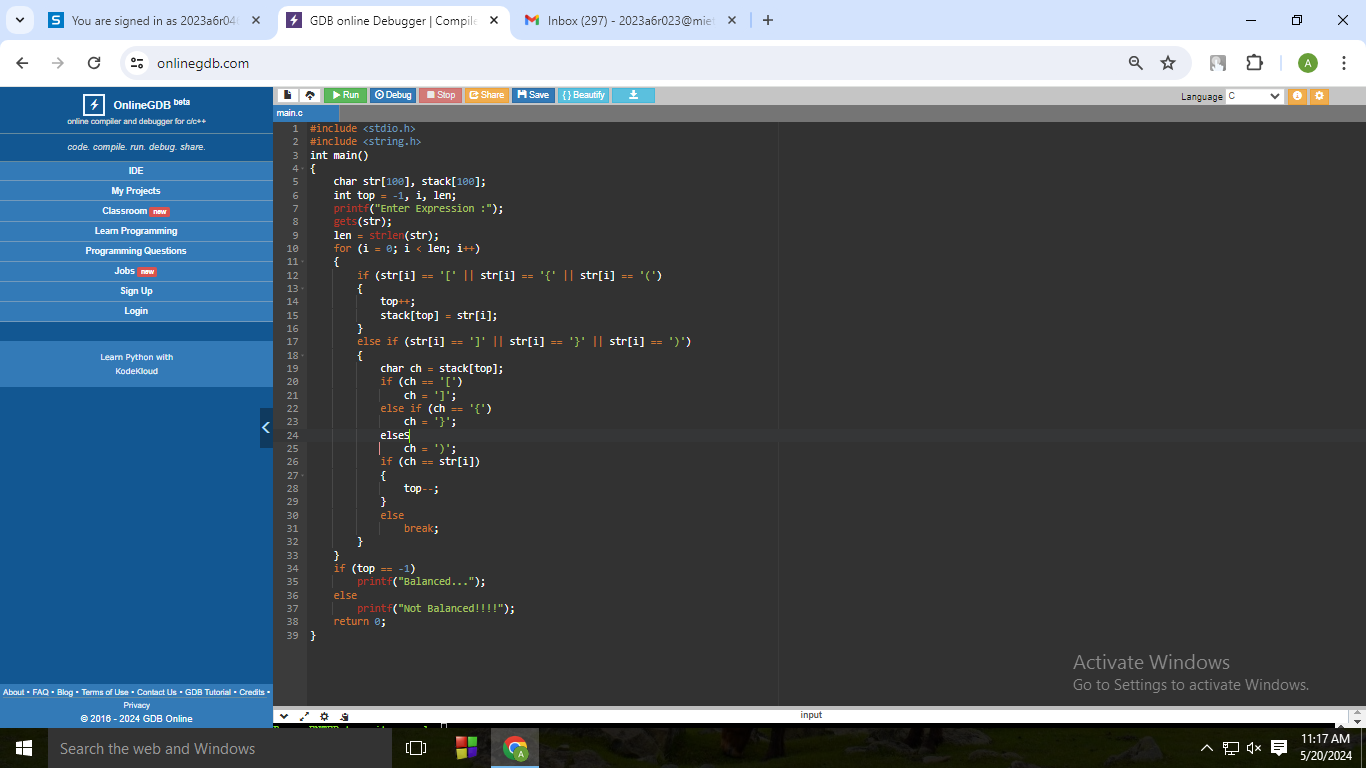 You are signed in as 2023a6r04
GDB online Debugger | Compile
Inbox (297) - 2023a6r023@mie
onlinegdb.com
A
OnlineGDB beta
online compiler and debugger for c/c++
code. compile. run. debug. share.
IDE
My Projects
Classroom new
Learn Programming
Programming Questions
Jobs new
Sign Up
Login
Learn Python with
KodeKloud
About • FAQ • Blog • Terms of Use • Contact Us • GDB Tutorial • Credits •
Privacy
© 2016 - 2024 GDB Online
Run Debug Stop Share Save { } Beautify
Language C
main.c
1 #include <stdio.h>
2 #include <string.h>
3 int main()
4 {
5 char str[100], stack[100];
6 int top = -1, i, len;
7 printf("Enter Expression :");
8 gets(str);
9 len = strlen(str);
10 for (i = 0; i < len; i++)
11 {
12 if (str[i] == '[' || str[i] == '{' || str[i] == '(')
13 {
14 top++;
15 stack[top] = str[i];
16 }
17 else if (str[i] == ']' || str[i] == '}' || str[i] == ')')
18 {
19 char ch = stack[top];
20 if (ch == '[')
21 ch = ']';
22 else if (ch == '{')
23 ch = '}';
24 elseS
25 ch = ')';
26 if (ch == str[i])
27 {
28 top--;
29 }
30 else
31 break;
32 }
33 }
34 if (top == -1)
35 printf("Balanced...");
36 else
37 printf("Not Balanced!!!!");
38 return 0;
39 }
Activate Windows
Go to Settings to activate Windows.
input
Search the web and Windows
A
11:17 AM
5/20/2024